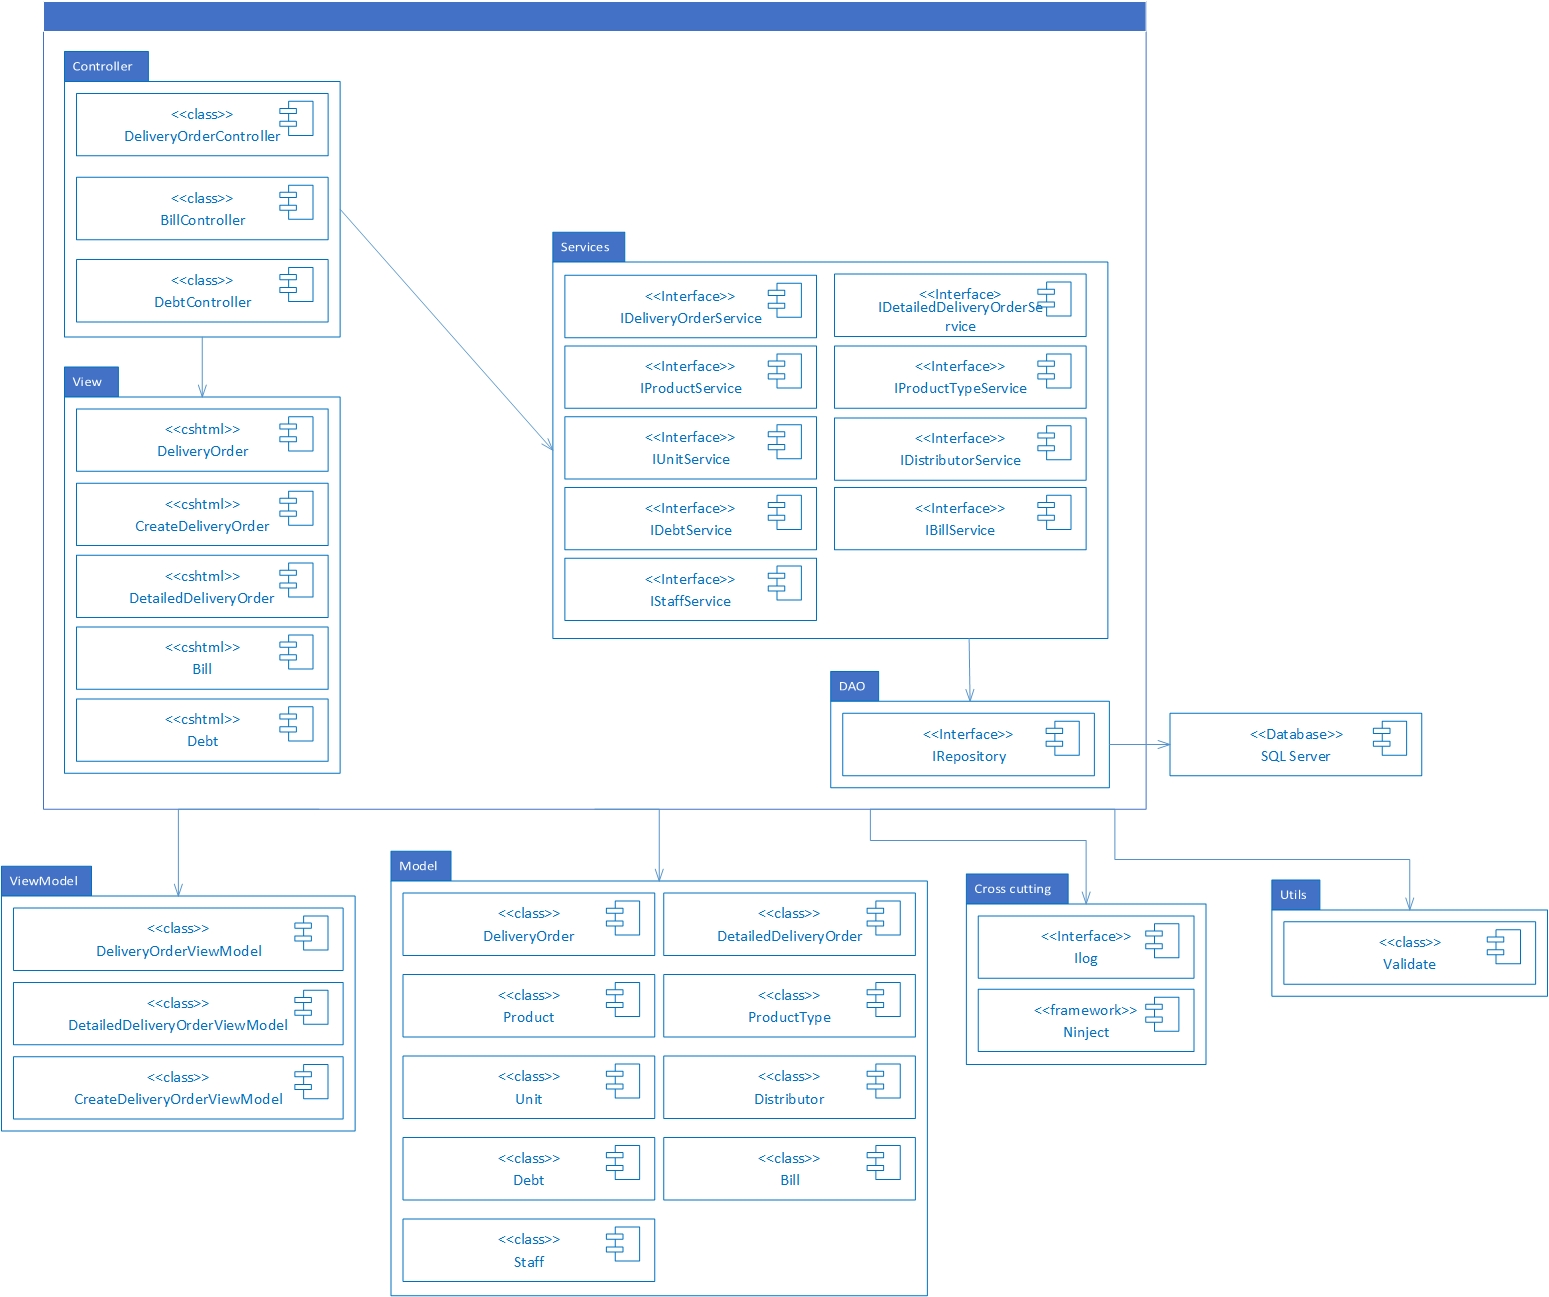 Controller
<<class>>
DeliveryOrderController
<<class>>
BillController
<<class>>
DebtController
View
<<cshtml>>
DeliveryOrder
<<cshtml>>
CreateDeliveryOrder
<<cshtml>>
DetailedDeliveryOrder
<<cshtml>>
Bill
<<cshtml>>
Debt
Services
<<Interface>>
IDeliveryOrderService
<<Interface>
IDetailedDeliveryOrderSe
rvice
<<Interface>>
IProductService
<<Interface>>
IProductTypeService
<<Interface>>
IUnitService
<<Interface>>
IDistributorService
<<Interface>>
IDebtService
<<Interface>>
IBillService
<<Interface>>
IStaffService
DAO
<<Interface>>
IRepository
<<Database>>
SQL Server
ViewModel
<<class>>
DeliveryOrderViewModel
<<class>>
DetailedDeliveryOrderViewModel
<<class>>
CreateDeliveryOrderViewModel
Model
<<class>>
DeliveryOrder
<<class>>
DetailedDeliveryOrder
<<class>>
Product
<<class>>
ProductType
<<class>>
Unit
<<class>>
Distributor
<<class>>
Debt
<<class>>
Bill
<<class>>
Staff
Cross cutting
<<Interface>>
Ilog
<<framework>>
Ninject
Utils
<<class>>
Validate